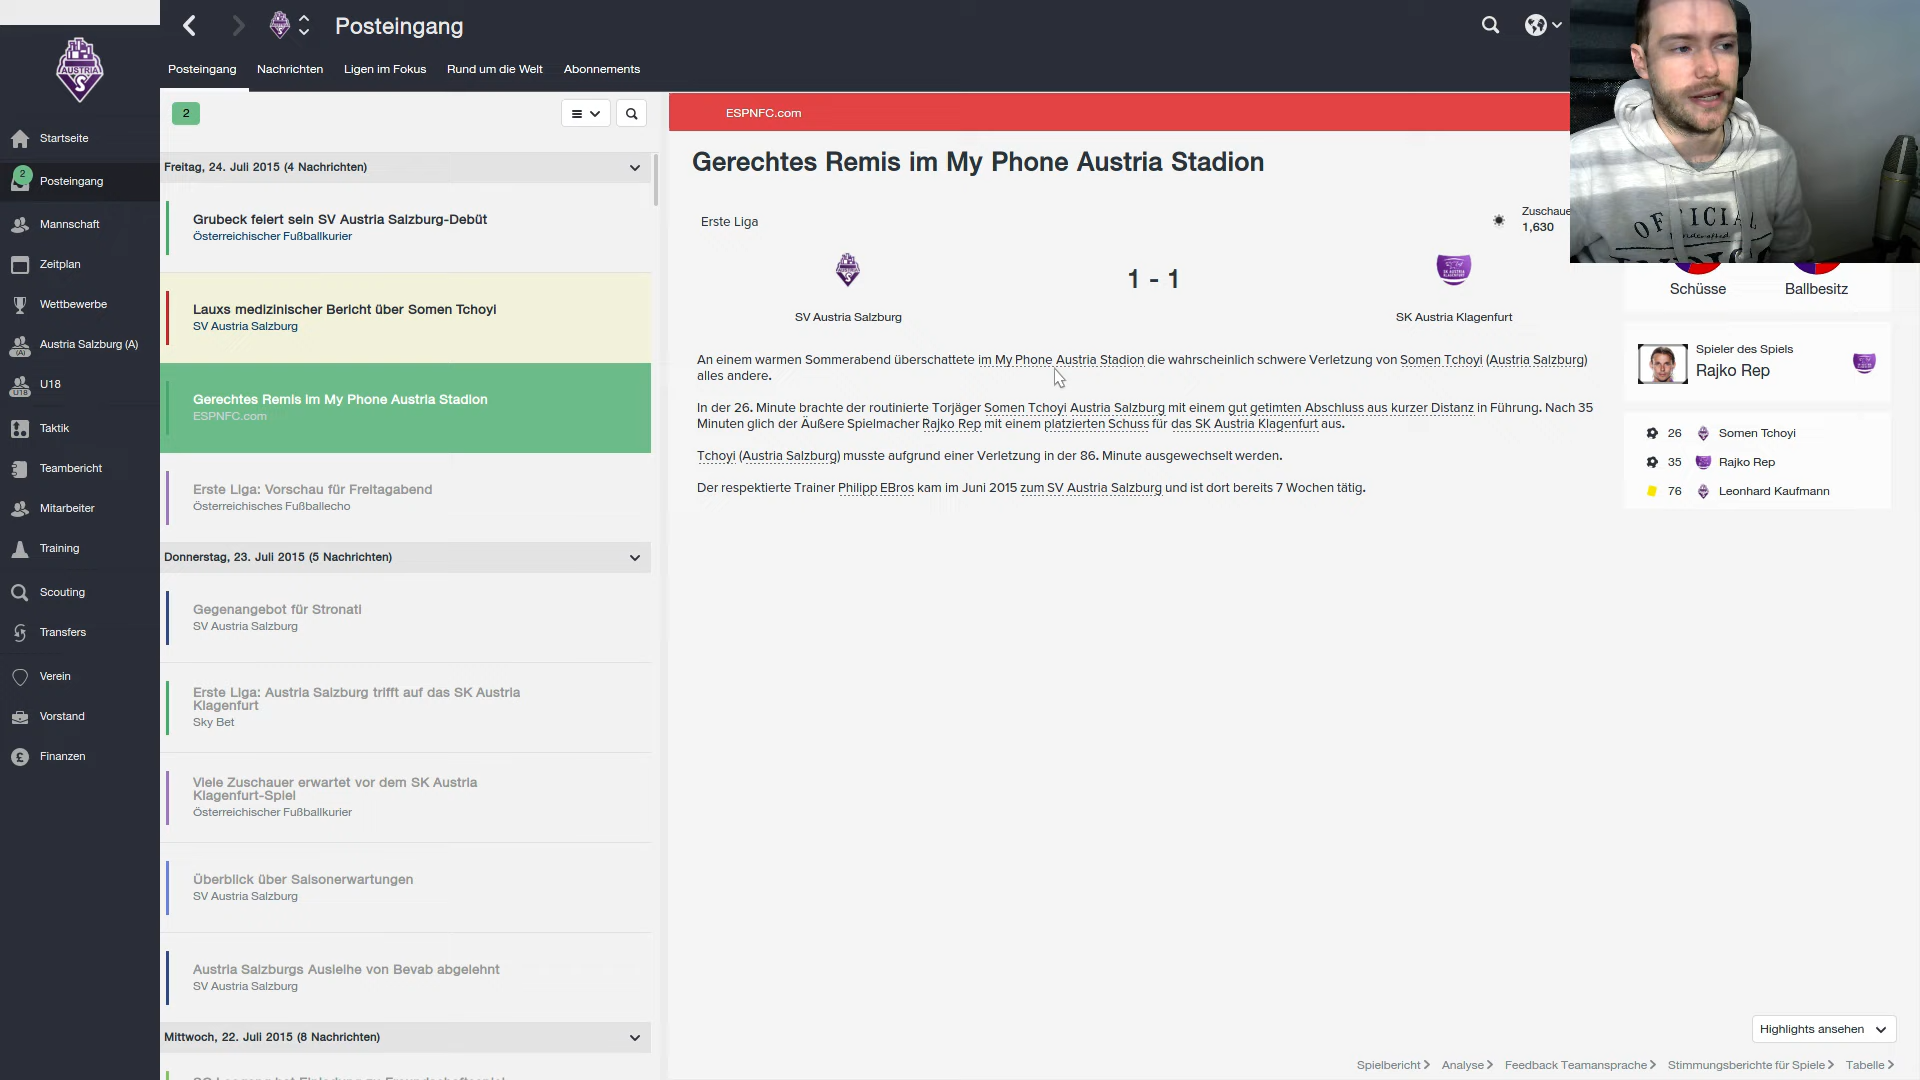 Posteingang
Posteingang Nachrichten Ligen im Fokus Rund um die Welt Abonnements
AUSTRIA
S
Startseite
2
Posteingang
Mannschaft
Zeitplan
Wettbewerbe
Austria Salzburg (A)
U18
U18
Taktik
Teambericht
Mitarbeiter
Training
Scouting
Transfers
Verein
Vorstand
Finanzen
2
Freitag, 24. Juli 2015 (4 Nachrichten)
Grubeck feiert sein SV Austria Salzburg-Debüt
Österreichischer Fußballkurier
Lauxs medizinischer Bericht über Somen Tchoyi
SV Austria Salzburg
Gerechtes Remis im My Phone Austria Stadion
ESPNFC.com
Erste Liga: Vorschau für Freitagabend
Österreichisches Fußballecho
Donnerstag, 23. Juli 2015 (5 Nachrichten)
Gegenangebot für Stronati
SV Austria Salzburg
Erste Liga: Austria Salzburg trifft auf das SK Austria
Klagenfurt
Sky Bet
Viele Zuschauer erwartet vor dem SK Austria
Klagenfurt-Spiel
Österreichischer Fußballkurier
Überblick über Saisonerwartungen
SV Austria Salzburg
Austria Salzburgs Ausleihe von Bevab abgelehnt
SV Austria Salzburg
Mittwoch, 22. Juli 2015 (8 Nachrichten)
ESPNFC.com
Gerechtes Remis im My Phone Austria Stadion
Erste Liga
Zuschaue
1,630
1 - 1
SV Austria Salzburg
SK Austria Klagenfurt
An einem warmen Sommerabend überschattete im My Phone Austria Stadion die wahrscheinlich schwere Verletzung von Somen Tchoyi (Austria Salzburg)
alles andere.
In der 26. Minute brachte der routinierte Torjäger Somen Tchoyi Austria Salzburg mit einem gut getimten Abschluss aus kurzer Distanz in Führung. Nach 35
Minuten glich der Äußere Spielmacher Rajko Rep mit einem platzierten Schuss für das SK Austria Klagenfurt aus.
Tchoyi (Austria Salzburg) musste aufgrund einer Verletzung in der 86. Minute ausgewechselt werden.
Der respektierte Trainer Philipp EBros kam im Juni 2015 zum SV Austria Salzburg und ist dort bereits 7 Wochen tätig.
Schüsse Ballbesitz
Spieler des Spiels
Rajko Rep
26 Somen Tchoyi
35 Rajko Rep
76 Leonhard Kaufmann
Highlights ansehen
Spielbericht Analyse Feedback Teamansprache Stimmungsberichte für Spiele Tabelle